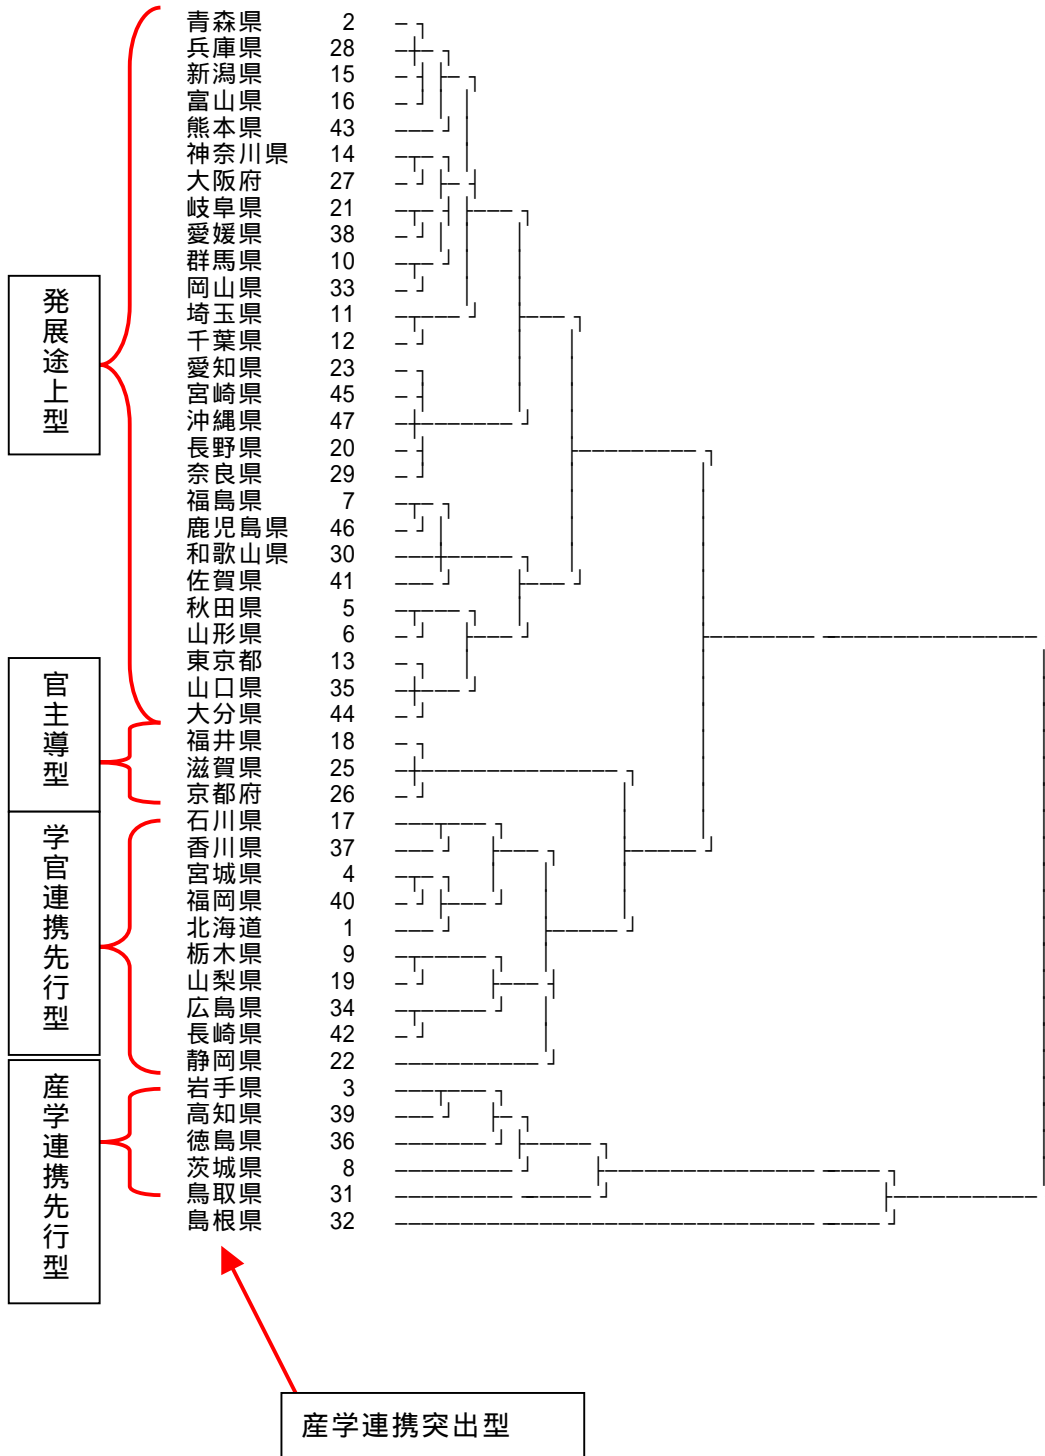 青森県 2
兵庫県 28
新潟県 15
富山県 16
熊本県 43
神奈川県 14
大阪府 27
岐阜県 21
愛媛県 38
群馬県 10
岡山県 33
埼玉県 11
千葉県 12
愛知県 23
宮崎県 45
沖縄県 47
長野県 20
奈良県 29
福島県 7
鹿児島県 46
和歌山県 30
佐賀県 41
秋田県 5
山形県 6
東京都 13
山口県 35
大分県 44
福井県 18
滋賀県 25
京都府 26
石川県 17
香川県 37
宮城県 4
福岡県 40
北海道 1
栃木県 9
山梨県 19
広島県 34
長崎県 42
静岡県 22
岩手県 3
高知県 39
徳島県 36
茨城県 8
鳥取県 31
島根県 32
発展途上型
官主導型
学官連携先行型
産学連携先行型
産学連携突出型